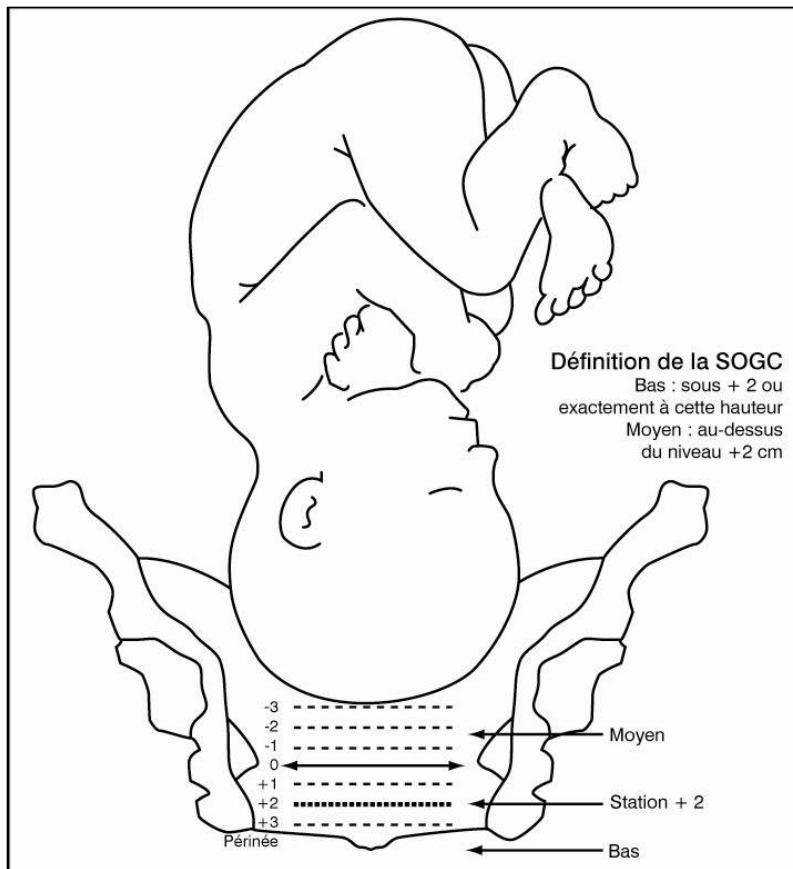 Définition de la SOGC
Bas : sous + 2 ou
exactement à cette hauteur
Moyen : au-dessus
du niveau +2 cm
-3
-2
Moyen
-1
0
+1
+2
Station + 2
+3
Périnée
Bas